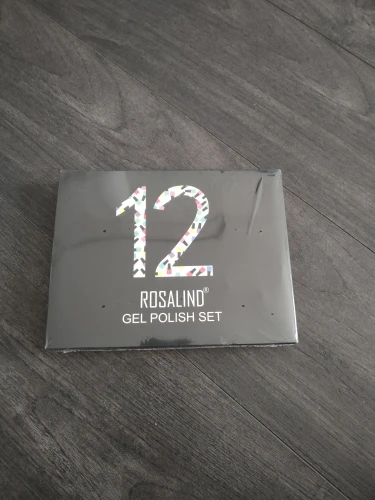 12
ROSALIND®
GEL POLISH SET